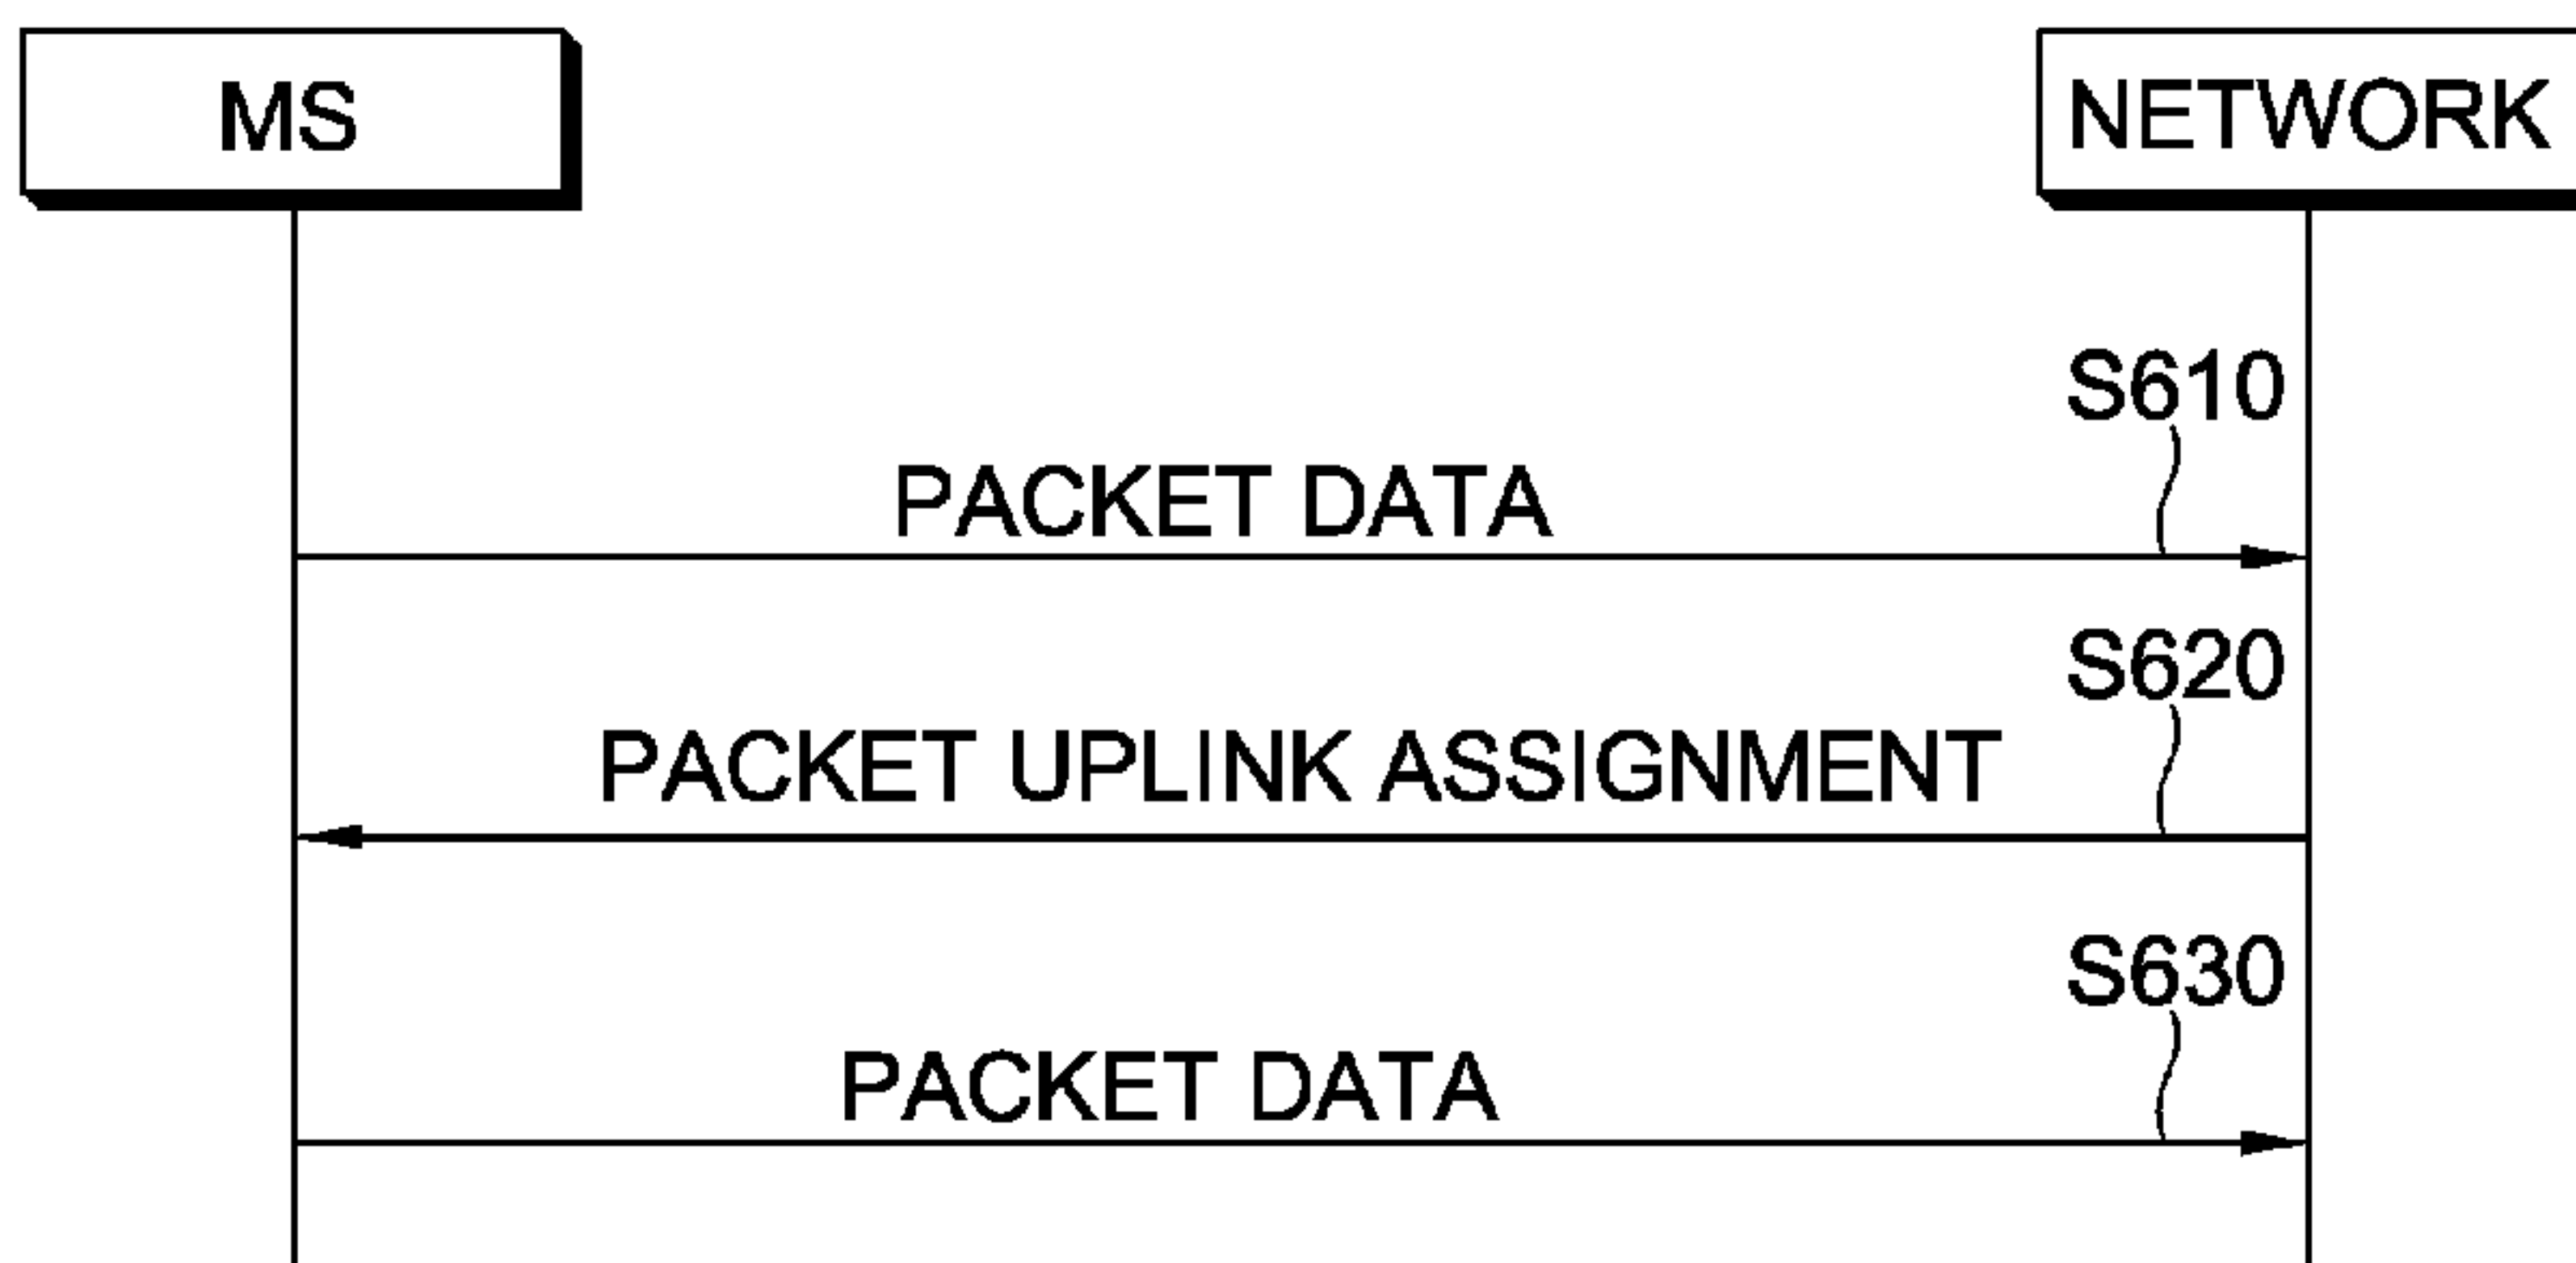 MS
NETWORK
S610
PACKET DATA
S620
PACKET UPLINK ASSIGNMENT
S630
PACKET DATA